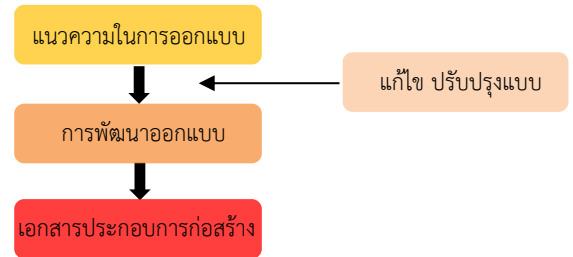 แนวความในการออกแบบ
แก้ไข ปรับปรุงแบบ
การพัฒนาออกแบบ
เอกสารประกอบการก่อสร้าง